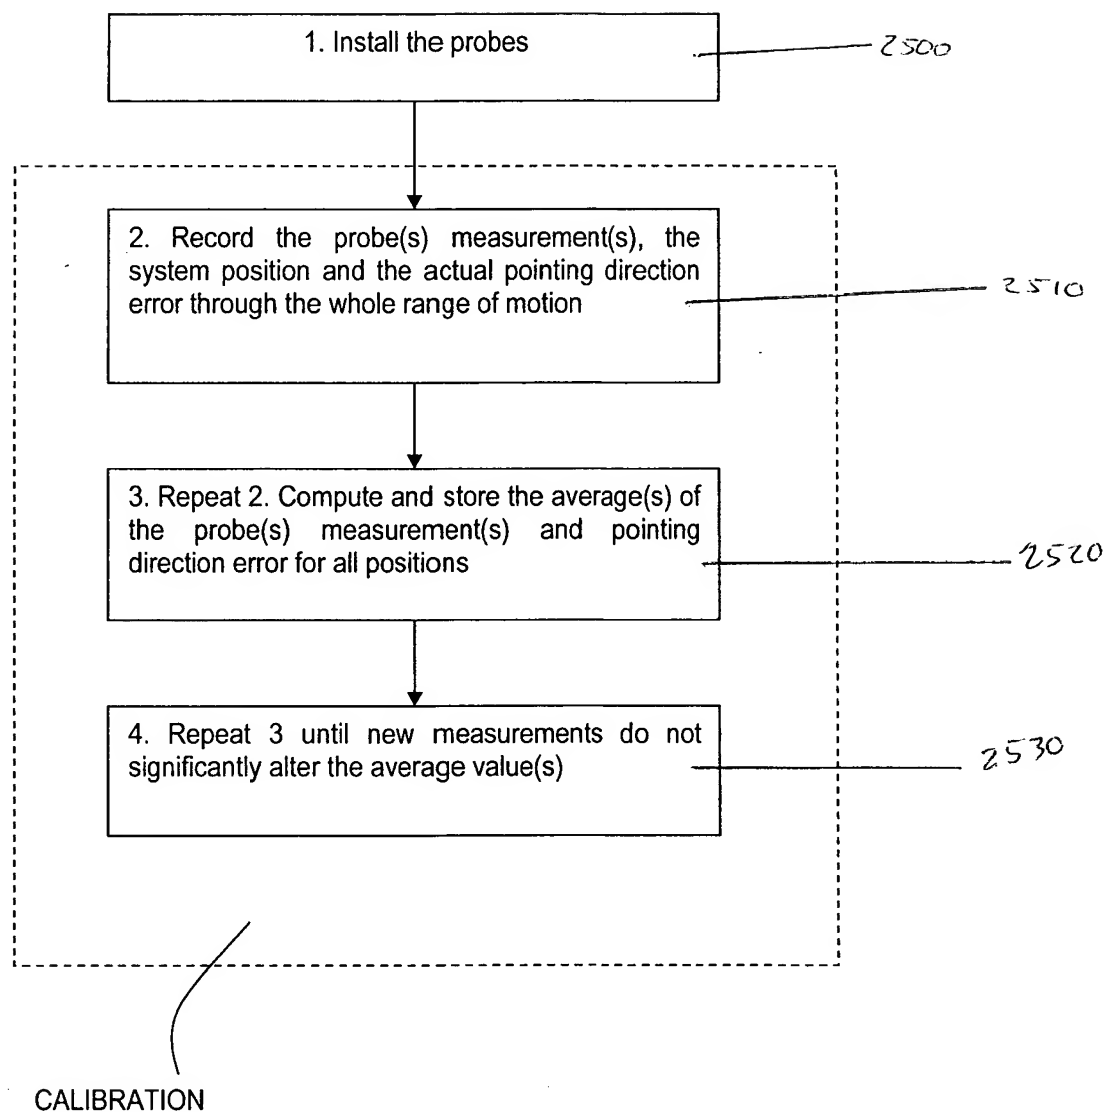 1. Install the probes
2500
2. Record the probe(s) measurement(s), the
system position and the actual pointing direction
error through the whole range of motion
2510
3. Repeat 2. Compute and store the average(s) of
the probe(s) measurement(s) and pointing
direction error for all positions
2520
4. Repeat 3 until new measurements do not
significantly alter the average value(s)
2530
CALIBRATION